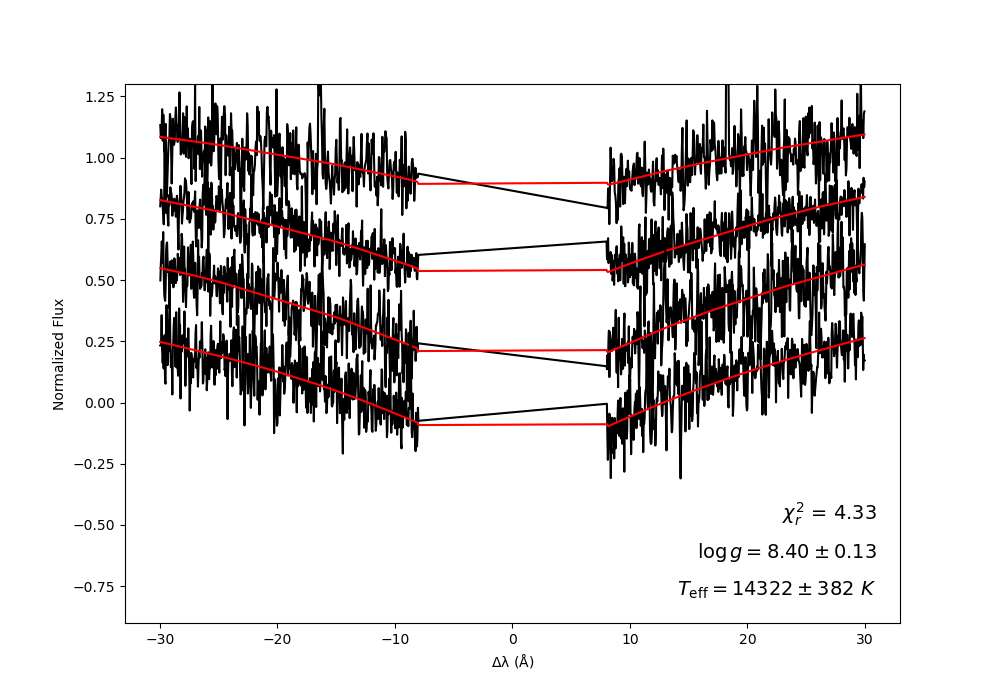 1.25
1.00
0.75
0.50
0.25
0.00
−0.25
−0.50
−0.75
Normalized Flux
χ²ᵣ = 4.33
log g = 8.40 ± 0.13
T_eff = 14322 ± 382 K
−30 −20 −10 0 10 20 30
Δλ (Å)